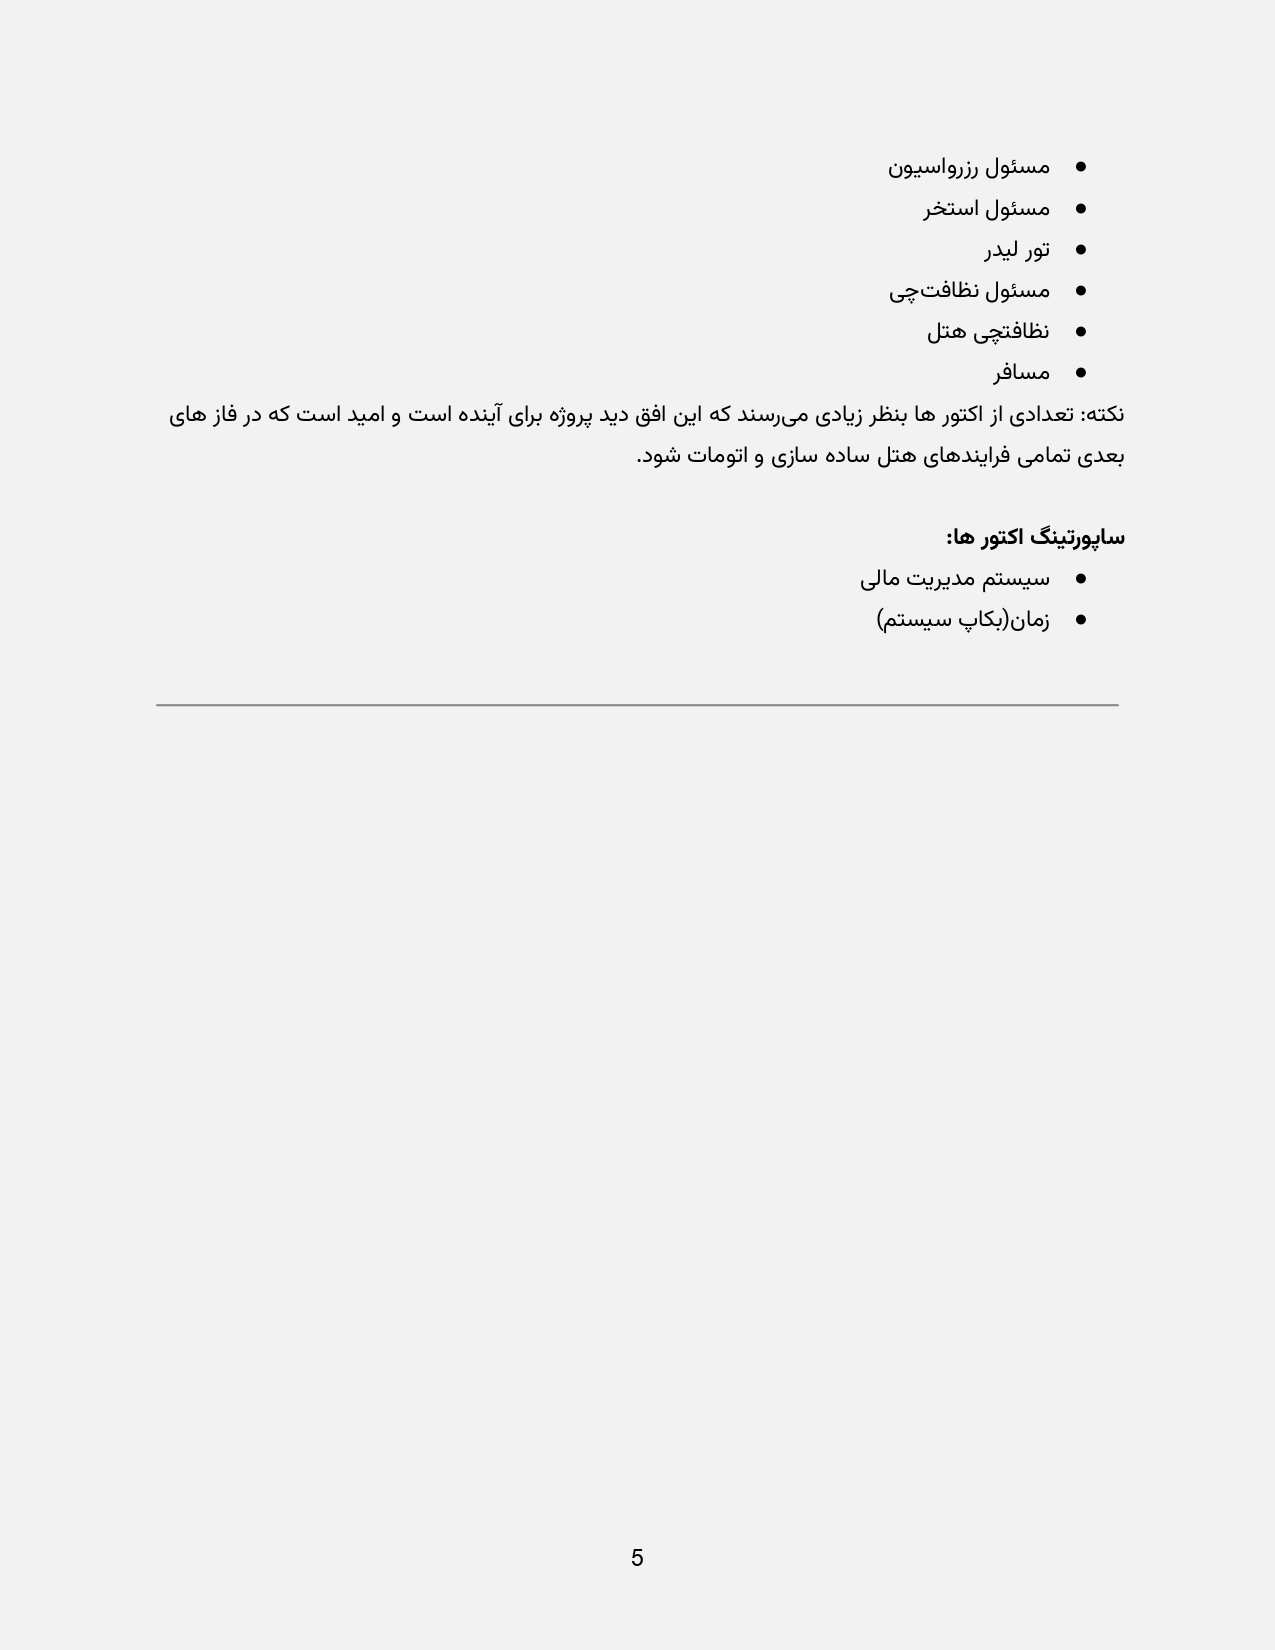 ● مسئول رزرواسیون
● مسئول استخر
● تور لیدر
● مسئول نظافت‌چی
● نظافتچی هتل
● مسافر
نکته: تعدادی از اکتور ها بنظر زیادی می‌رسند که این افق دید پروژه برای آینده است و امید است که در فاز های
بعدی تمامی فرایندهای هتل ساده سازی و اتومات شود.
ساپورتینگ اکتور ها:
● سیستم مدیریت مالی
● زمان(بکاپ سیستم)
5